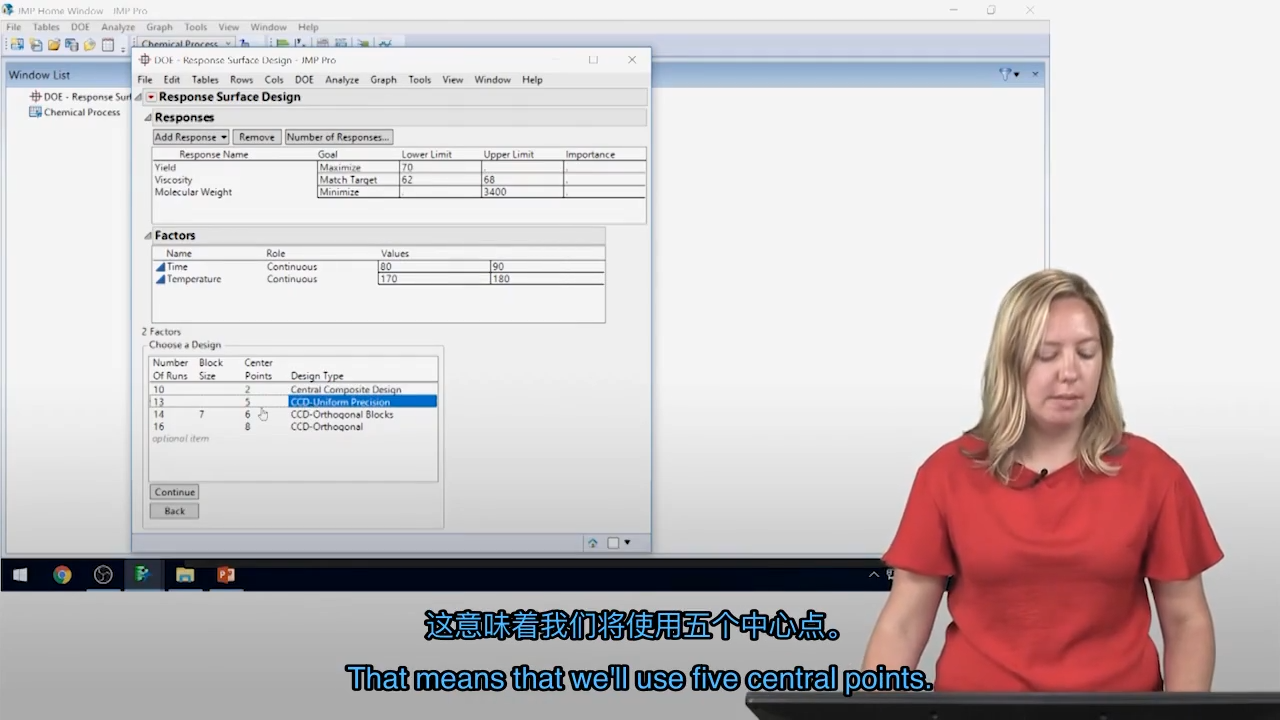 JMP Home Window - JMP Pro
File Tables DOE Analyze Graph Tools View Window Help
Chemical Process
Window List
DOE - Response Surf
Chemical Process
DOE - Response Surface Design - JMP Pro
File Edit Tables Rows Cols DOE Analyze Graph Tools View Window Help
Response Surface Design
Responses
Add Response Remove Number of Responses...
Response Name Goal Lower Limit Upper Limit Importance
Yield Maximize 70 . .
Viscosity Match Target 62 68 .
Molecular Weight Minimize . 3400 .
Factors
Name Role Values
Time Continuous 80 90
Temperature Continuous 170 180
2 Factors
Choose a Design
Number Block Center
Of Runs Size Points Design Type
10 2 Central Composite Design
13 5 CCD-Uniform Precision
14 7 6 CCD-Orthogonal Blocks
16 8 CCD-Orthogonal
optional item
Continue
Back
这意味着我们将使用五个中心点。
That means that we'll use five central points.